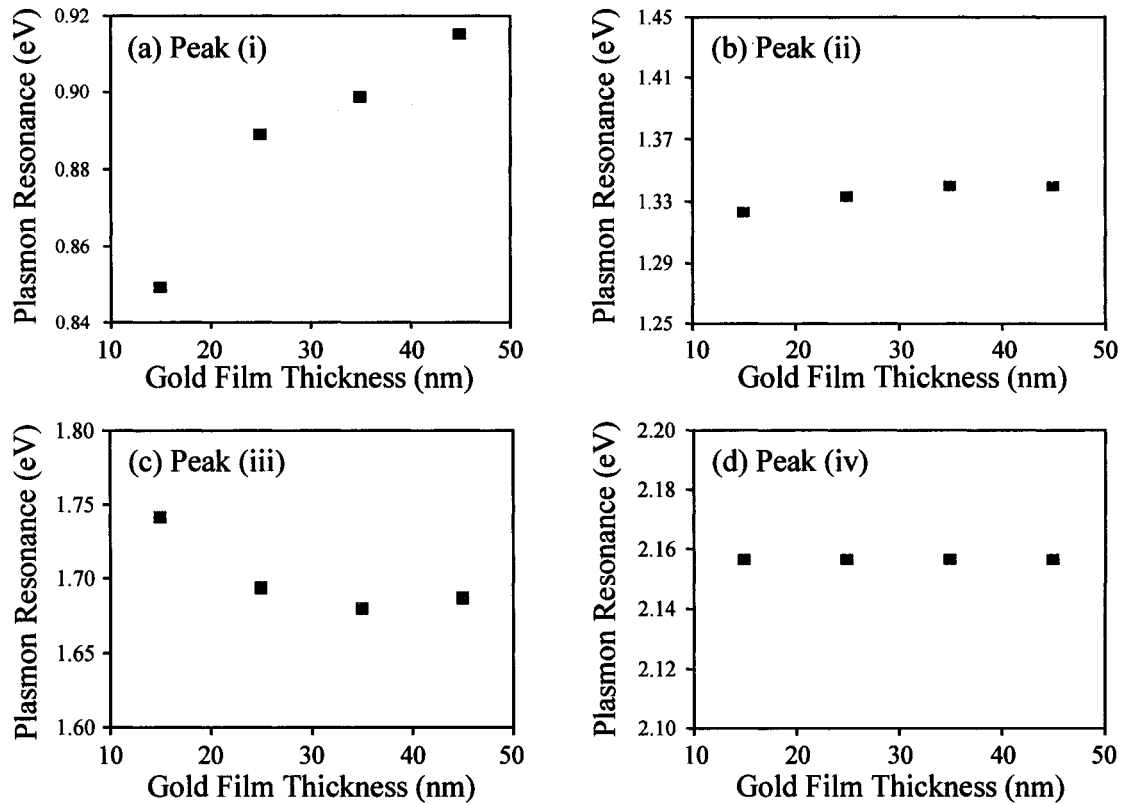 (a) Peak (i)
Plasmon Resonance (eV)
0.92
0.90
0.88
0.86
0.84
10 20 30 40 50
Gold Film Thickness (nm)
(b) Peak (ii)
Plasmon Resonance (eV)
1.45
1.41
1.37
1.33
1.29
1.25
10 20 30 40 50
Gold Film Thickness (nm)
(c) Peak (iii)
Plasmon Resonance (eV)
1.80
1.75
1.70
1.65
1.60
10 20 30 40 50
Gold Film Thickness (nm)
(d) Peak (iv)
Plasmon Resonance (eV)
2.20
2.18
2.16
2.14
2.12
2.10
10 20 30 40 50
Gold Film Thickness (nm)